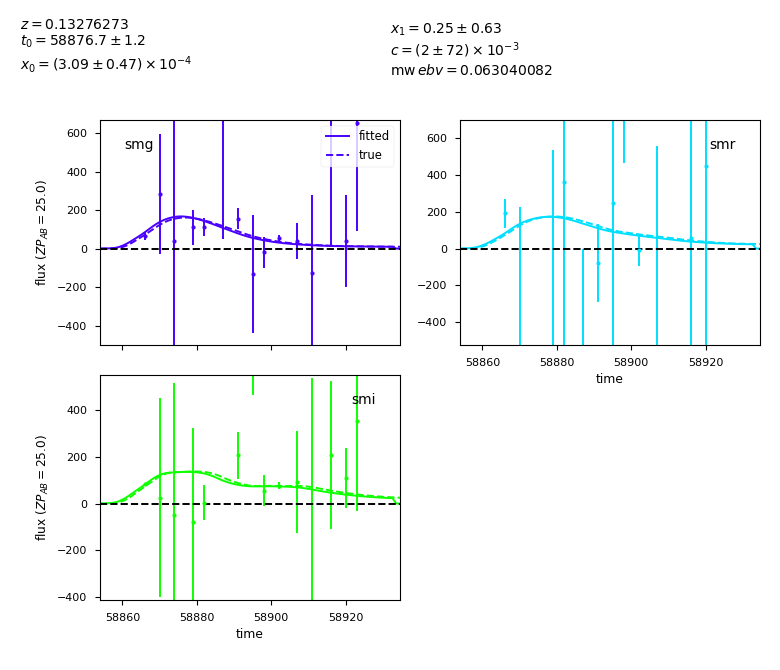 z = 0.13276273
t₀ = 58876.7 ± 1.2
x₀ = (3.09 ± 0.47) × 10⁻⁴
x₁ = 0.25 ± 0.63
c = (2 ± 72) × 10⁻³
mw ebv = 0.063040082
smg
fitted
true
600
400
200
0
−200
−400
flux (ZP_AB = 25.0)
smr
600
400
200
0
−200
−400
58860 58880 58900 58920
time
smi
400
200
0
−200
−400
flux (ZP_AB = 25.0)
58860 58880 58900 58920
time